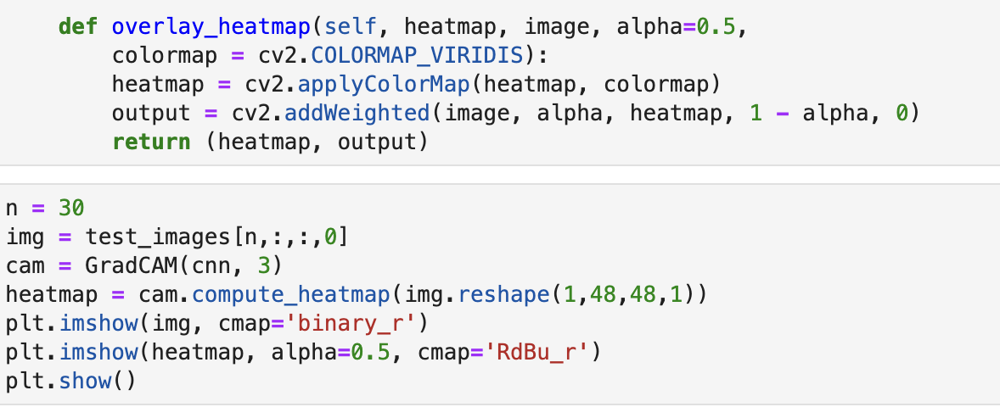 def overlay_heatmap(self, heatmap, image, alpha=0.5,
colormap = cv2.COLORMAP_VIRIDIS):
heatmap = cv2.applyColorMap(heatmap, colormap)
output = cv2.addWeighted(image, alpha, heatmap, 1 - alpha, 0)
return (heatmap, output)
n = 30
img = test_images[n,:,:,0]
cam = GradCAM(cnn, 3)
heatmap = cam.compute_heatmap(img.reshape(1,48,48,1))
plt.imshow(img, cmap='binary_r')
plt.imshow(heatmap, alpha=0.5, cmap='RdBu_r')
plt.show()